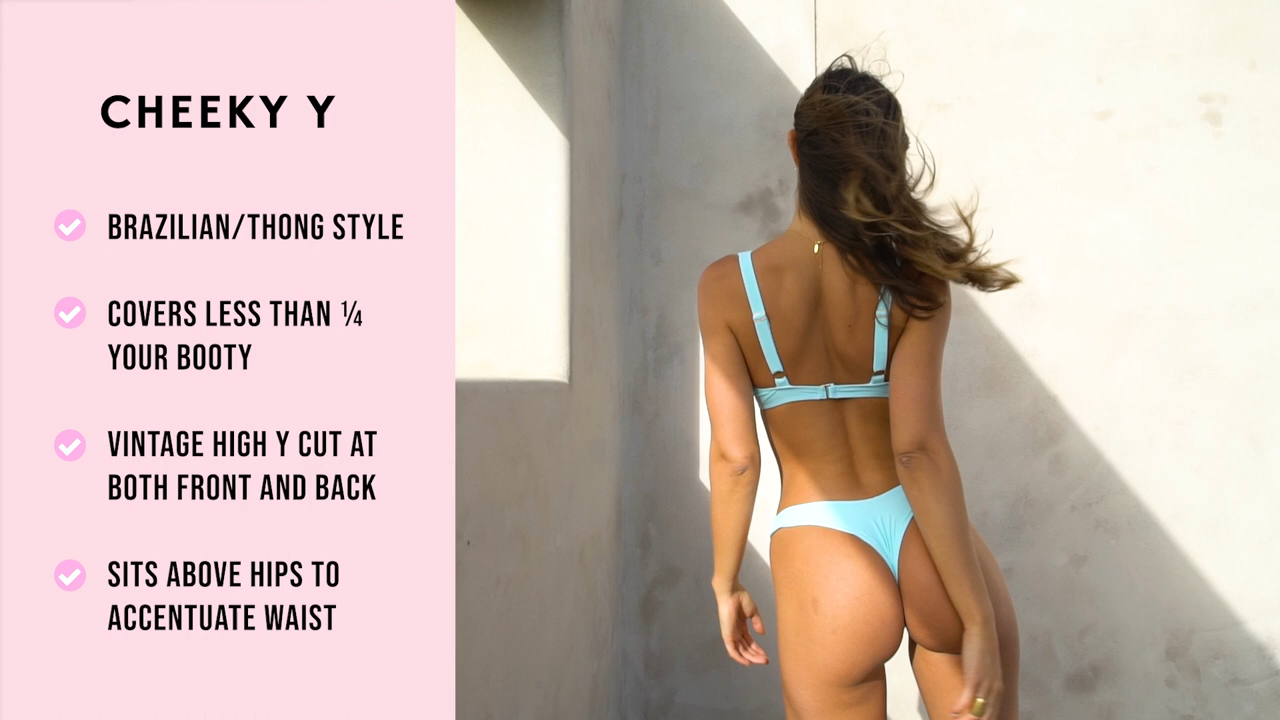 CHEEKY Y
BRAZILIAN/THONG STYLE
COVERS LESS THAN ¼
YOUR BOOTY
VINTAGE HIGH Y CUT AT
BOTH FRONT AND BACK
SITS ABOVE HIPS TO
ACCENTUATE WAIST